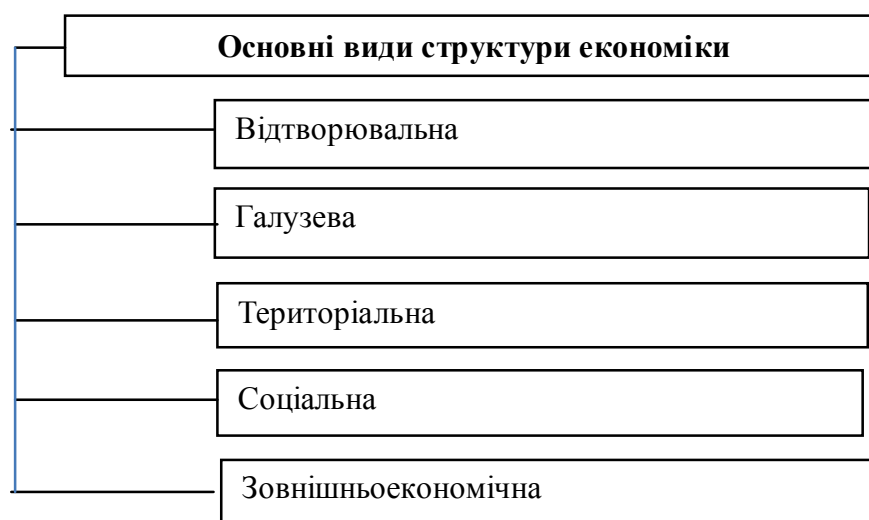 Основні види структури економіки
Відтворювальна
Галузева
Територіальна
Соціальна
Зовнішньоекономічна